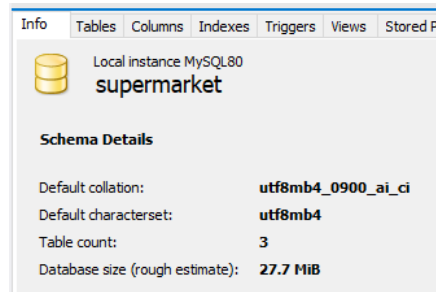 Info Tables Columns Indexes Triggers Views Stored
Local instance MySQL80
supermarket
Schema Details
Default collation: utf8mb4_0900_ai_ci
Default characterset: utf8mb4
Table count: 3
Database size (rough estimate): 27.7 MiB